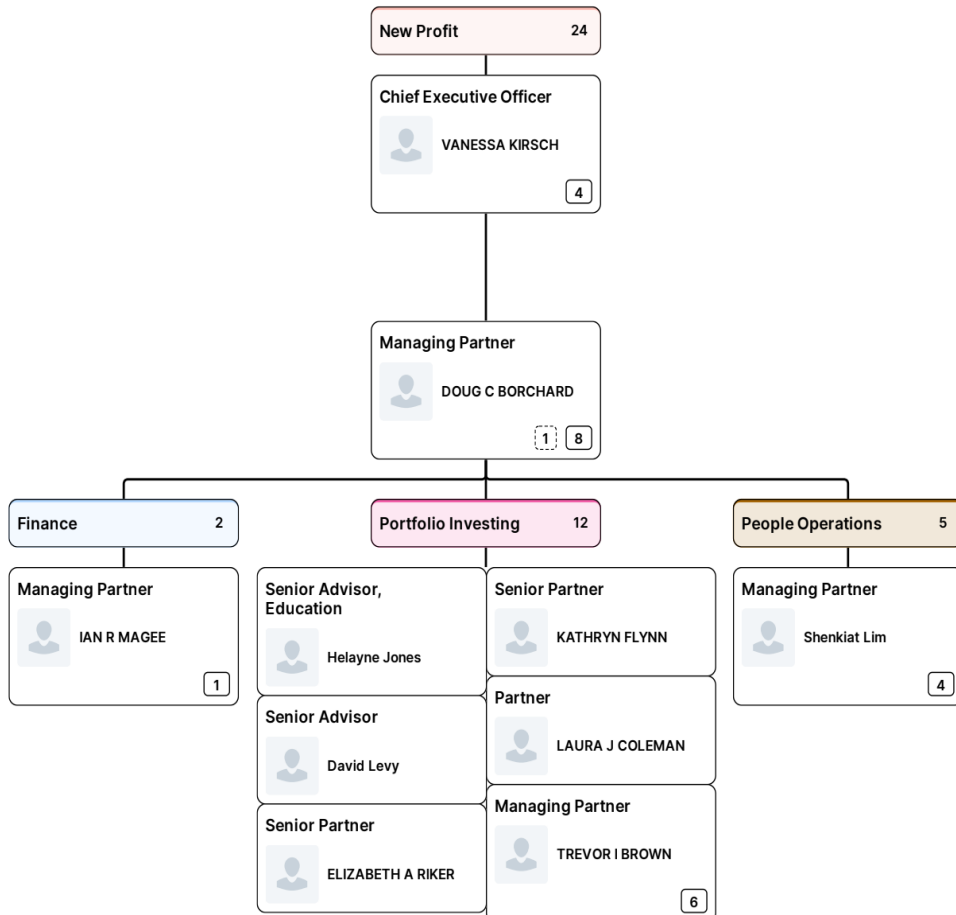 New Profit 24
Chief Executive Officer
VANESSA KIRSCH
4
Managing Partner
DOUG C BORCHARD
1 8
Finance 2
Managing Partner
IAN R MAGEE
1
Portfolio Investing 12
Senior Advisor,
Education
Helayne Jones
Senior Advisor
David Levy
Senior Partner
ELIZABETH A RIKER
Senior Partner
KATHRYN FLYNN
Partner
LAURA J COLEMAN
Managing Partner
TREVOR I BROWN
6
People Operations 5
Managing Partner
Shenkiat Lim
4